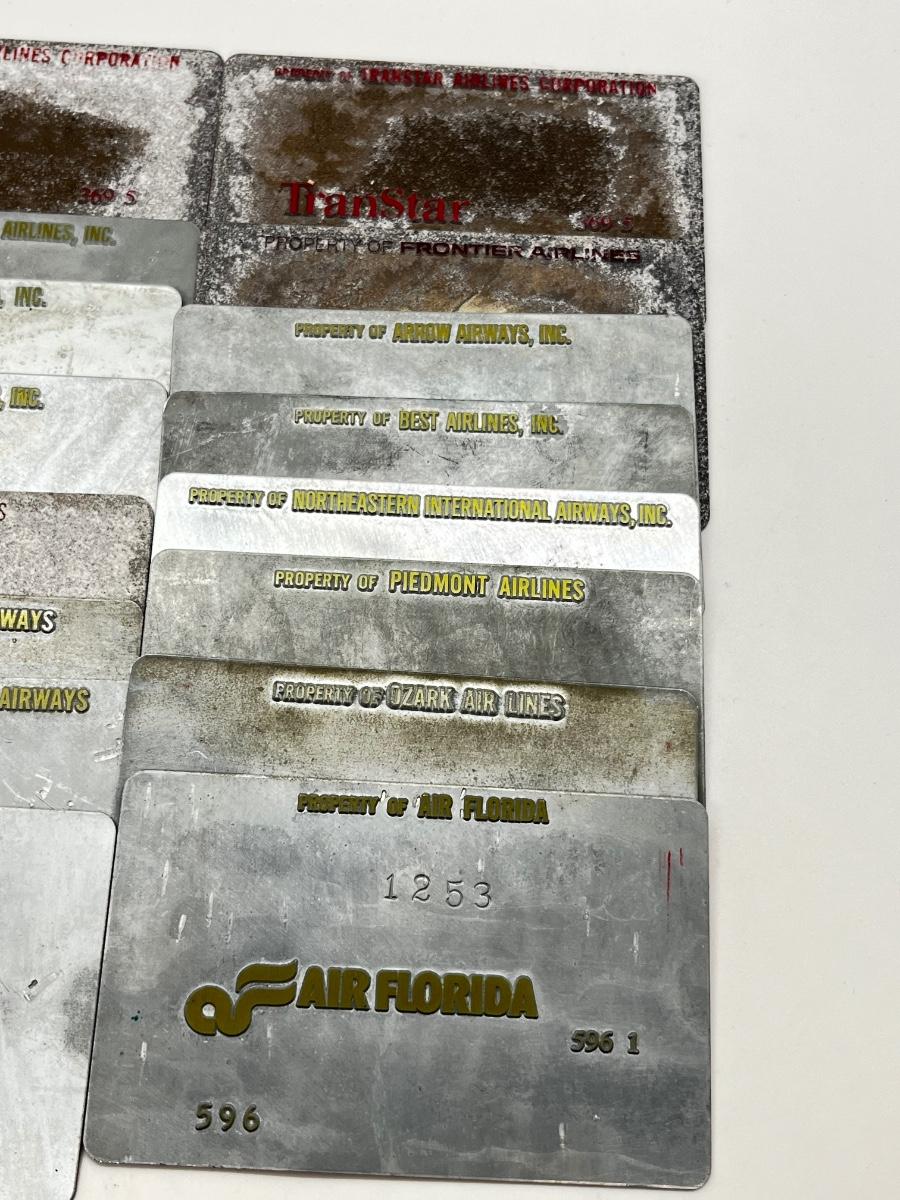 LINES CORPORATION
369 5
AIRLINES, INC.
, INC.
, INC.
S
WAYS
AIRWAYS
PROPERTY OF TRANSTAR AIRLINES CORPORATION
TranStar
69 5
PROPERTY OF FRONTIER AIRLINES
PROPERTY OF ARROW AIRWAYS, INC.
PROPERTY OF BEST AIRLINES, INC.
PROPERTY OF NORTHEASTERN INTERNATIONAL AIRWAYS, INC.
PROPERTY OF PIEDMONT AIRLINES
PROPERTY OF OZARK AIR LINES
PROPERTY OF AIR FLORIDA
1253
AIR FLORIDA
596 1
596